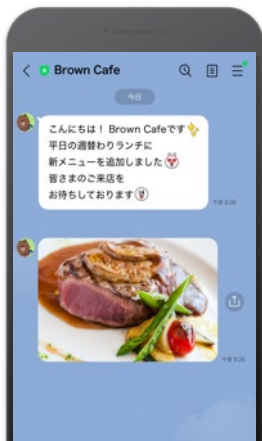 Brown Cafe
今日
こんにちは！ Brown Cafeです
平日の週替わりランチに
新メニューを追加しました
皆さまのご来店を
お待ちしております